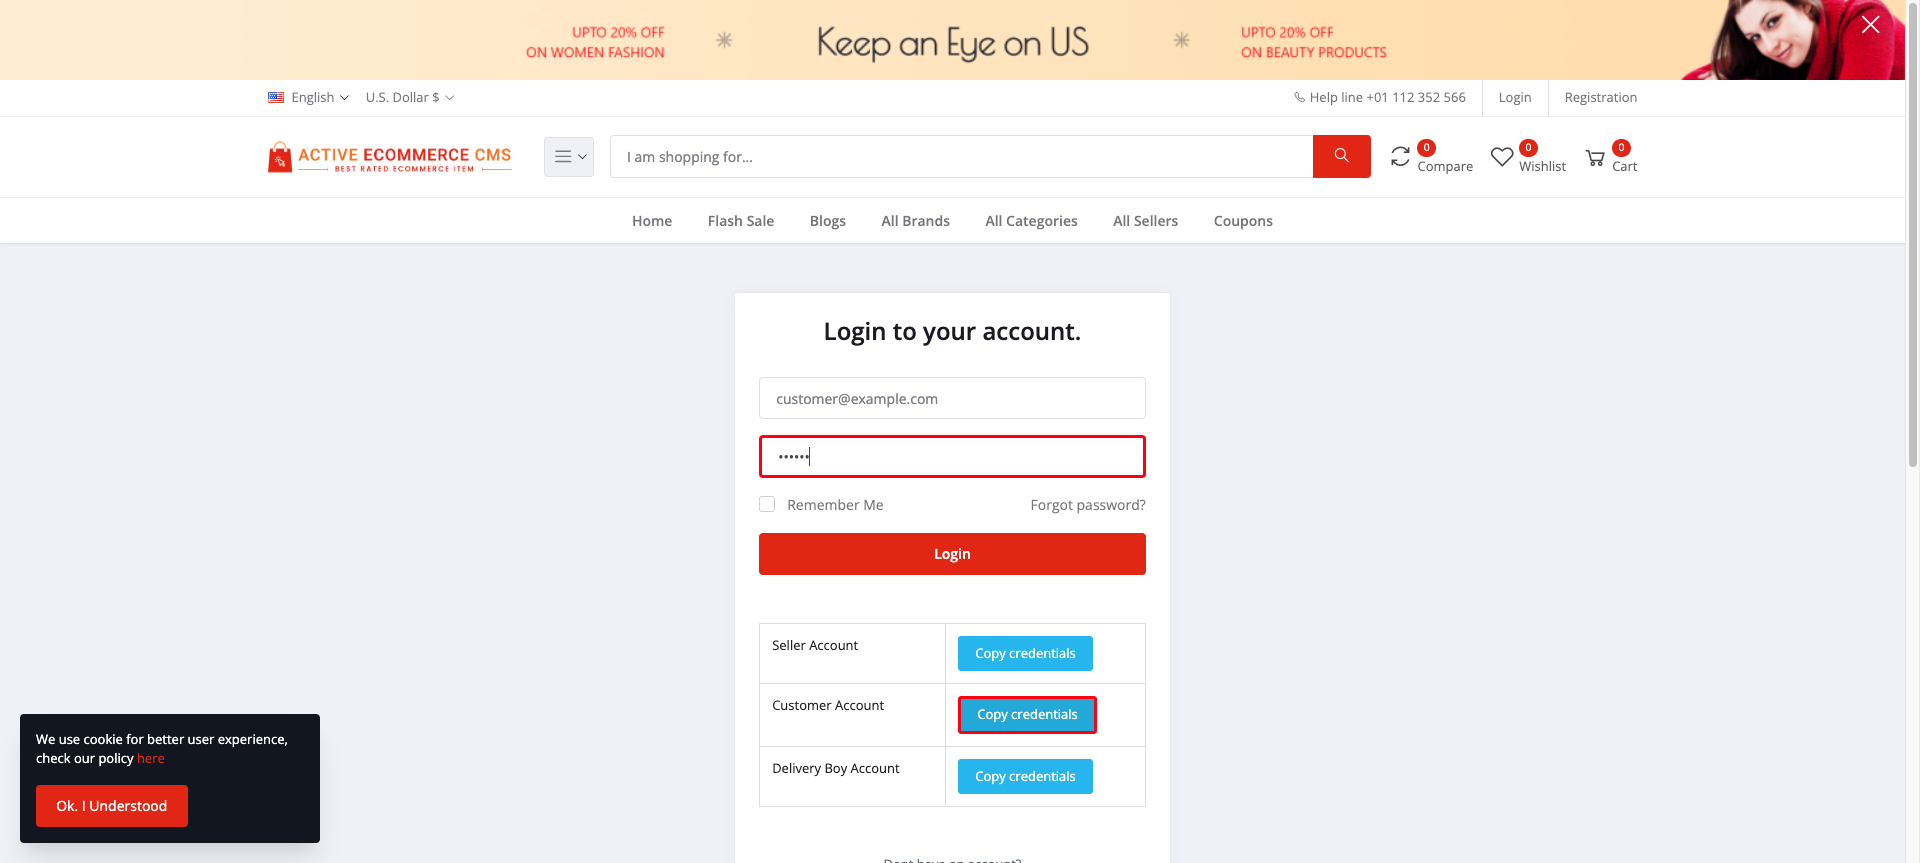 UPTO 20% OFF
ON WOMEN FASHION
Keep an Eye on US
UPTO 20% OFF
ON BEAUTY PRODUCTS
English
U.S. Dollar $
Help line +01 112 352 566
Login
Registration
ACTIVE ECOMMERCE CMS
BEST RATED ECOMMERCE ITEM
I am shopping for...
0
Compare
0
Wishlist
0
Cart
Home
Flash Sale
Blogs
All Brands
All Categories
All Sellers
Coupons
Login to your account.
customer@example.com
••••••
Remember Me
Forgot password?
Login
Seller Account
Copy credentials
Customer Account
Copy credentials
Delivery Boy Account
Copy credentials
We use cookie for better user experience,
check our policy here
Ok. I Understood
Dont have an account?